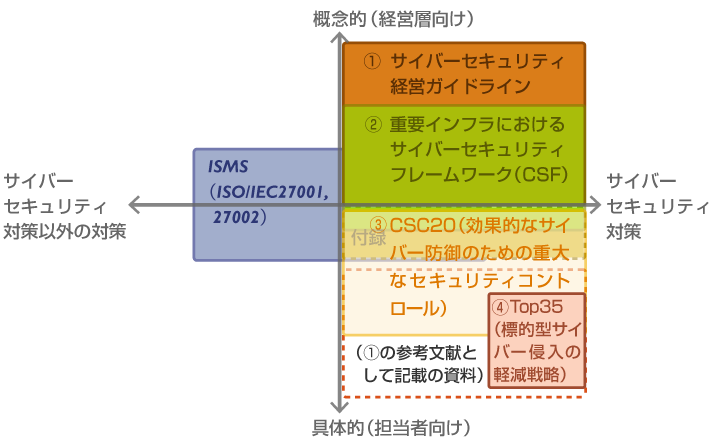 概念的（経営層向け）
① サイバーセキュリティ
経営ガイドライン
② 重要インフラにおける
サイバーセキュリティ
フレームワーク（CSF）
ISMS
（ISO/IEC27001,
27002）
サイバー
セキュリティ
対策以外の対策
サイバー
セキュリティ
対策
③CSC20（効果的なサイ
バー防御のための重大
なセキュリティコント
ロール）
付録
④Top35
（標的型サイ
バー侵入の
軽減戦略）
（①の参考文献と
して記載の資料）
具体的（担当者向け）